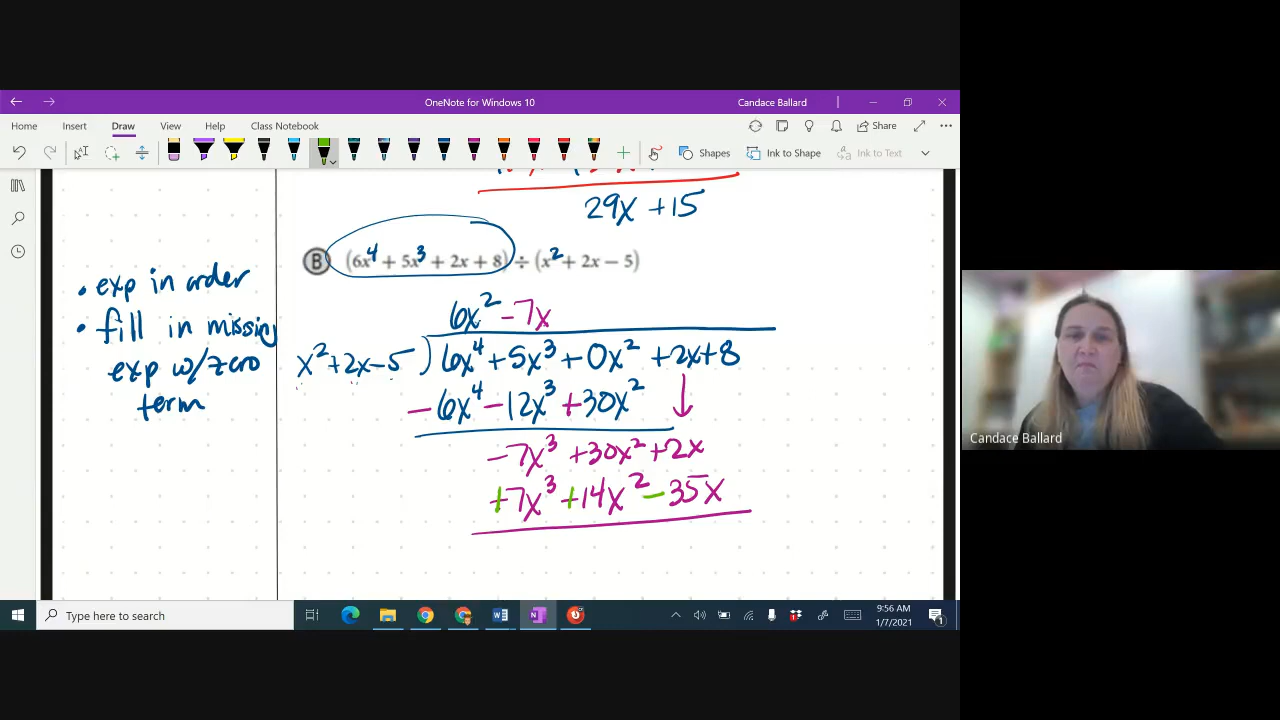 OneNote for Windows 10
Candace Ballard
Home Insert Draw View Help Class Notebook
Share
Shapes Ink to Shape Ink to Text
29x +15
B (6x⁴ + 5x³ + 2x + 8) ÷ (x² + 2x − 5)
• exp in order
• fill in missing
exp w/zero
term
6x² - 7x
x² + 2x - 5 ) 6x⁴ + 5x³ + 0x² + 2x + 8
- 6x⁴ - 12x³ + 30x²
- 7x³ + 30x² + 2x
+ 7x³ + 14x² - 35x
Candace Ballard
Type here to search
9:56 AM
1/7/2021